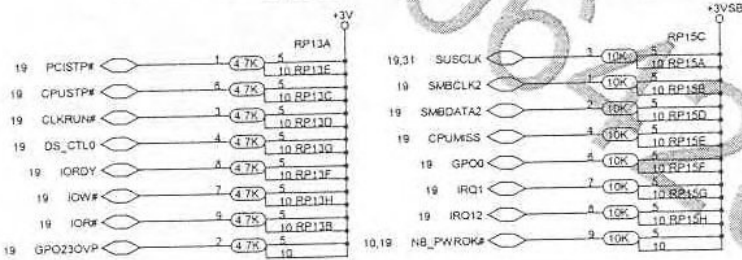 +3V
RP13A
19 PCISTP# 1 4.7K 5
10 RP13E
19 CPUSTP# 6 4.7K 5
10 RP13C
19 CLKRUN# 3 4.7K 5
10 RP13D
19 DS_CTL0 4 4.7K 5
10 RP13G
19 IORDY 8 4.7K 5
10 RP13F
19 IOW# 7 4.7K 5
10 RP13H
19 IOR# 9 4.7K 5
10 RP13B
19 GPO23OVP 2 4.7K 5
10
+3VSB
RP15C
19,31 SUSCLK 3 10K 5
10 RP15A
19 SMBCLK2 1 10K 5
10 RP15B
19 SMBDATA2 2 10K 5
10 RP15D
19 CPUMISS 4 10K 5
10 RP15E
19 GPO0 6 10K 5
10 RP15F
19 IRQ1 7 10K 5
10 RP15G
19 IRQ12 8 10K 5
10 RP15H
10,19 NB_PWROK# 9 10K 5
10